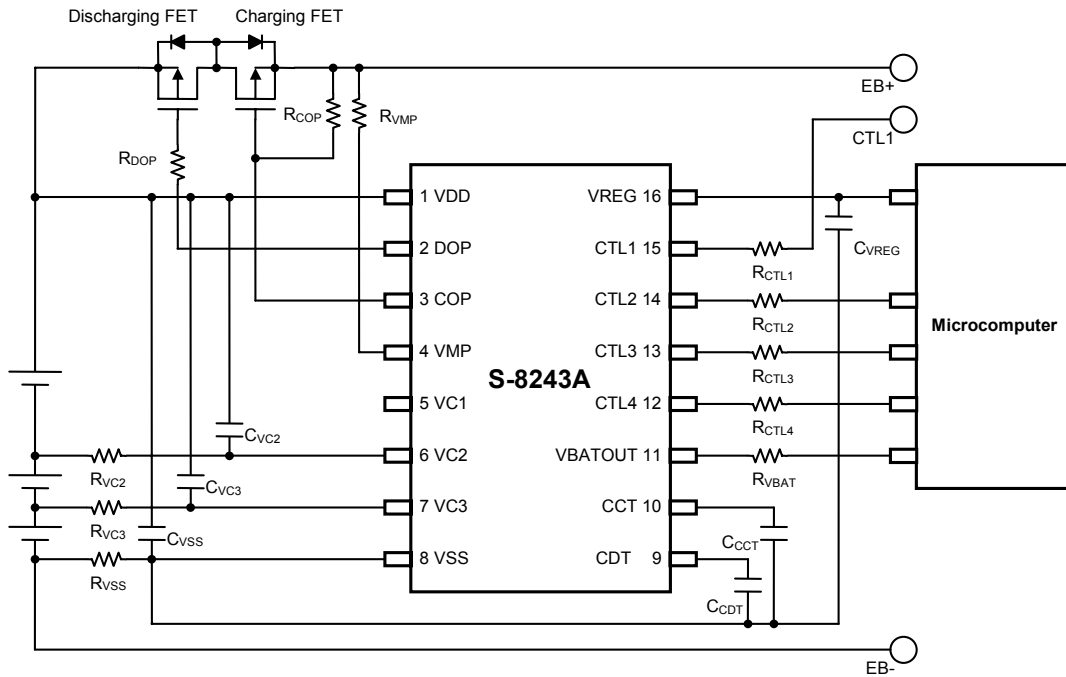 Discharging FET
Charging FET
EB+
RCOP
RVMP
CTL1
RDOP
1 VDD
VREG 16
2 DOP
CTL1 15
CVREG
RCTL1
3 COP
CTL2 14
Microcomputer
RCTL2
4 VMP
CTL3 13
S-8243A
RCTL3
5 VC1
CTL4 12
CVC2
RCTL4
6 VC2
VBATOUT 11
RVC2
CVC3
RVBAT
7 VC3
CCT 10
RVC3
CVSS
CCCT
8 VSS
CDT 9
RVSS
CCDT
EB-